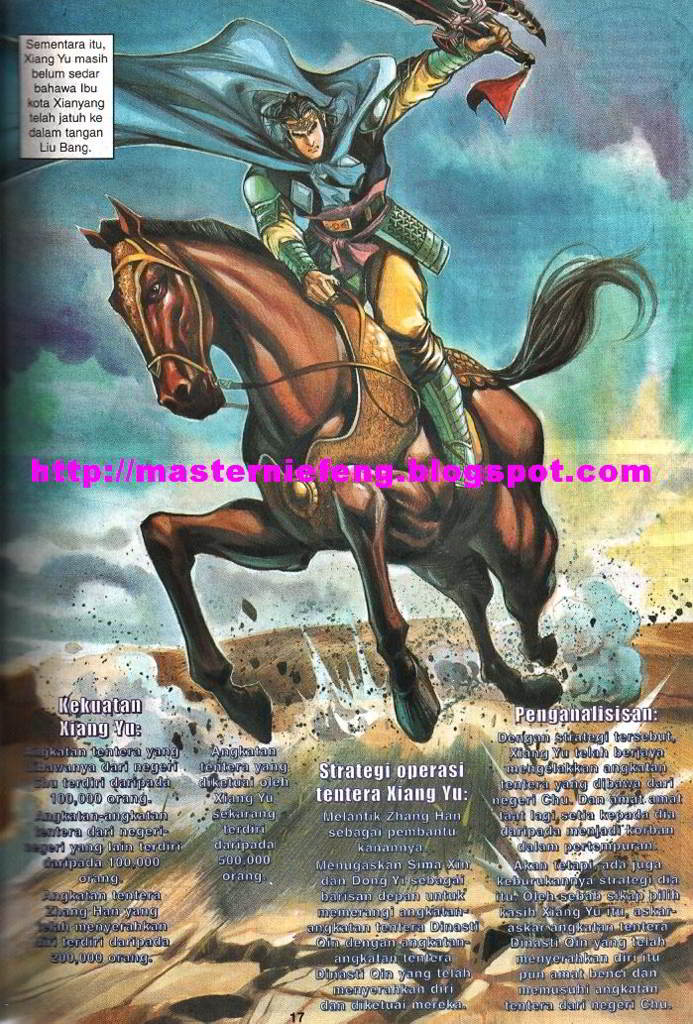 Sementara itu,
Xiang Yu masih
belum sedar
bahawa Ibu
kota Xianyang
telah jatuh ke
dalam tangan
Liu Bang.
http://masterniefeng.blogspot.com
Kekuatan
Xiang Yu:
Angkatan tentera yang
dibawanya dari negeri
Chu terdiri daripada
100,000 orang.
Angkatan-angkatan
tentera dari negeri-
negeri yang lain terdiri
daripada 100,000
orang.
Angkatan tentera
Zhang Han yang
telah menyerahkan
diri terdiri daripada
200,000 orang.
Angkatan
tentera yang
diketuai oleh
Xiang Yu
sekarang
terdiri
daripada
500,000
orang.
Strategi operasi
tentera Xiang Yu:
Melantik Zhang Han
sebagai pembantu
kanannya.
Menugaskan Sima Xin
dan Dong Yi sebagai
barisan depan untuk
memerangi angkatan-
angkatan tentera Dinasti
Qin dengan angkatan-
angkatan tentera
Dinasti Qin yang telah
menyerahkan diri
dan diketuai mereka.
Penganalisisan:
Dengan strategi tersebut,
Xiang Yu telah berjaya
mengelakkan angkatan
tentera yang dibawa dari
negeri Chu. Dan amat amat
taat lagi setia kepada dia
daripada menjadi korban
dalam pertempuran.
Akan tetapi, ada juga
keburukannya strategi dia
itu. Oleh sebab sikap pilih
kasih Xiang Yu itu, askar-
askar angkatan tentera
Dinasti Qin yang telah
menyerahkan diri itu
pun amat benci dan
memusuhi angkatan
tentera dari negeri Chu.
17